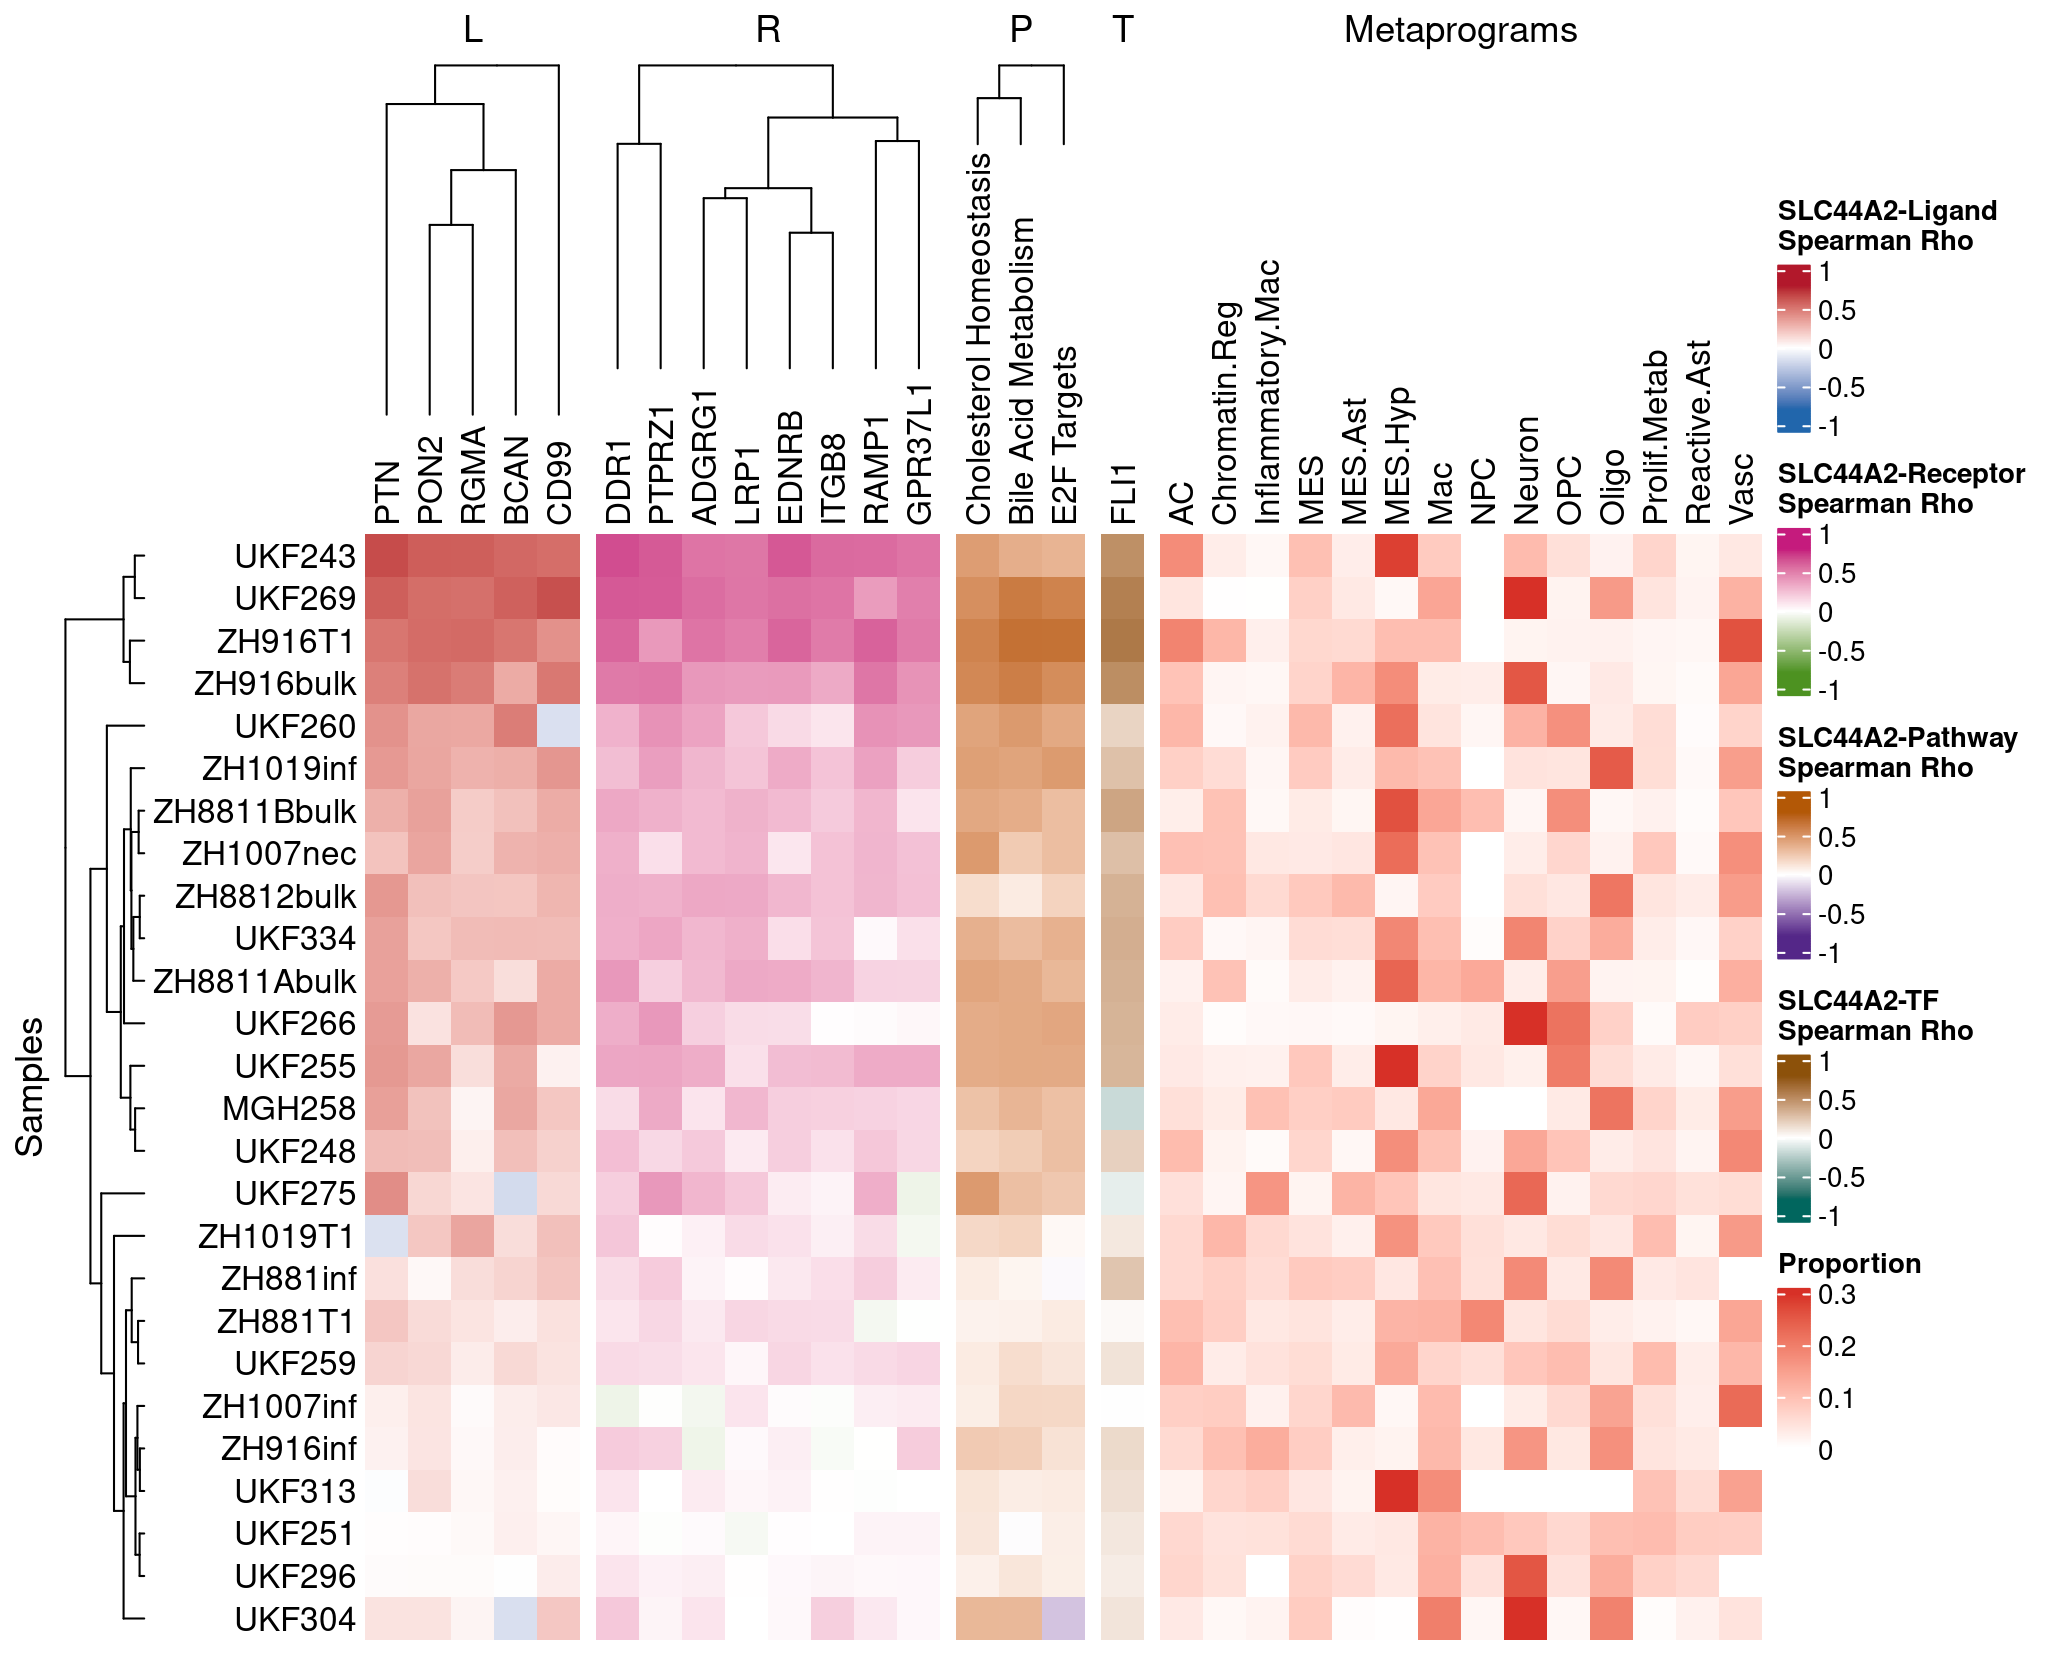 L
R
P
T
Metaprograms
PTN
PON2
RGMA
BCAN
CD99
DDR1
PTPRZ1
ADGRG1
LRP1
EDNRB
ITGB8
RAMP1
GPR37L1
Cholesterol Homeostasis
Bile Acid Metabolism
E2F Targets
FLI1
AC
Chromatin.Reg
Inflammatory.Mac
MES
MES.Ast
MES.Hyp
Mac
NPC
Neuron
OPC
Oligo
Prolif.Metab
Reactive.Ast
Vasc
Samples
UKF243
UKF269
ZH916T1
ZH916bulk
UKF260
ZH1019inf
ZH8811Bbulk
ZH1007nec
ZH8812bulk
UKF334
ZH8811Abulk
UKF266
UKF255
MGH258
UKF248
UKF275
ZH1019T1
ZH881inf
ZH881T1
UKF259
ZH1007inf
ZH916inf
UKF313
UKF251
UKF296
UKF304
SLC44A2-Ligand
Spearman Rho
1
0.5
0
-0.5
-1
SLC44A2-Receptor
Spearman Rho
1
0.5
0
-0.5
-1
SLC44A2-Pathway
Spearman Rho
1
0.5
0
-0.5
-1
SLC44A2-TF
Spearman Rho
1
0.5
0
-0.5
-1
Proportion
0.3
0.2
0.1
0